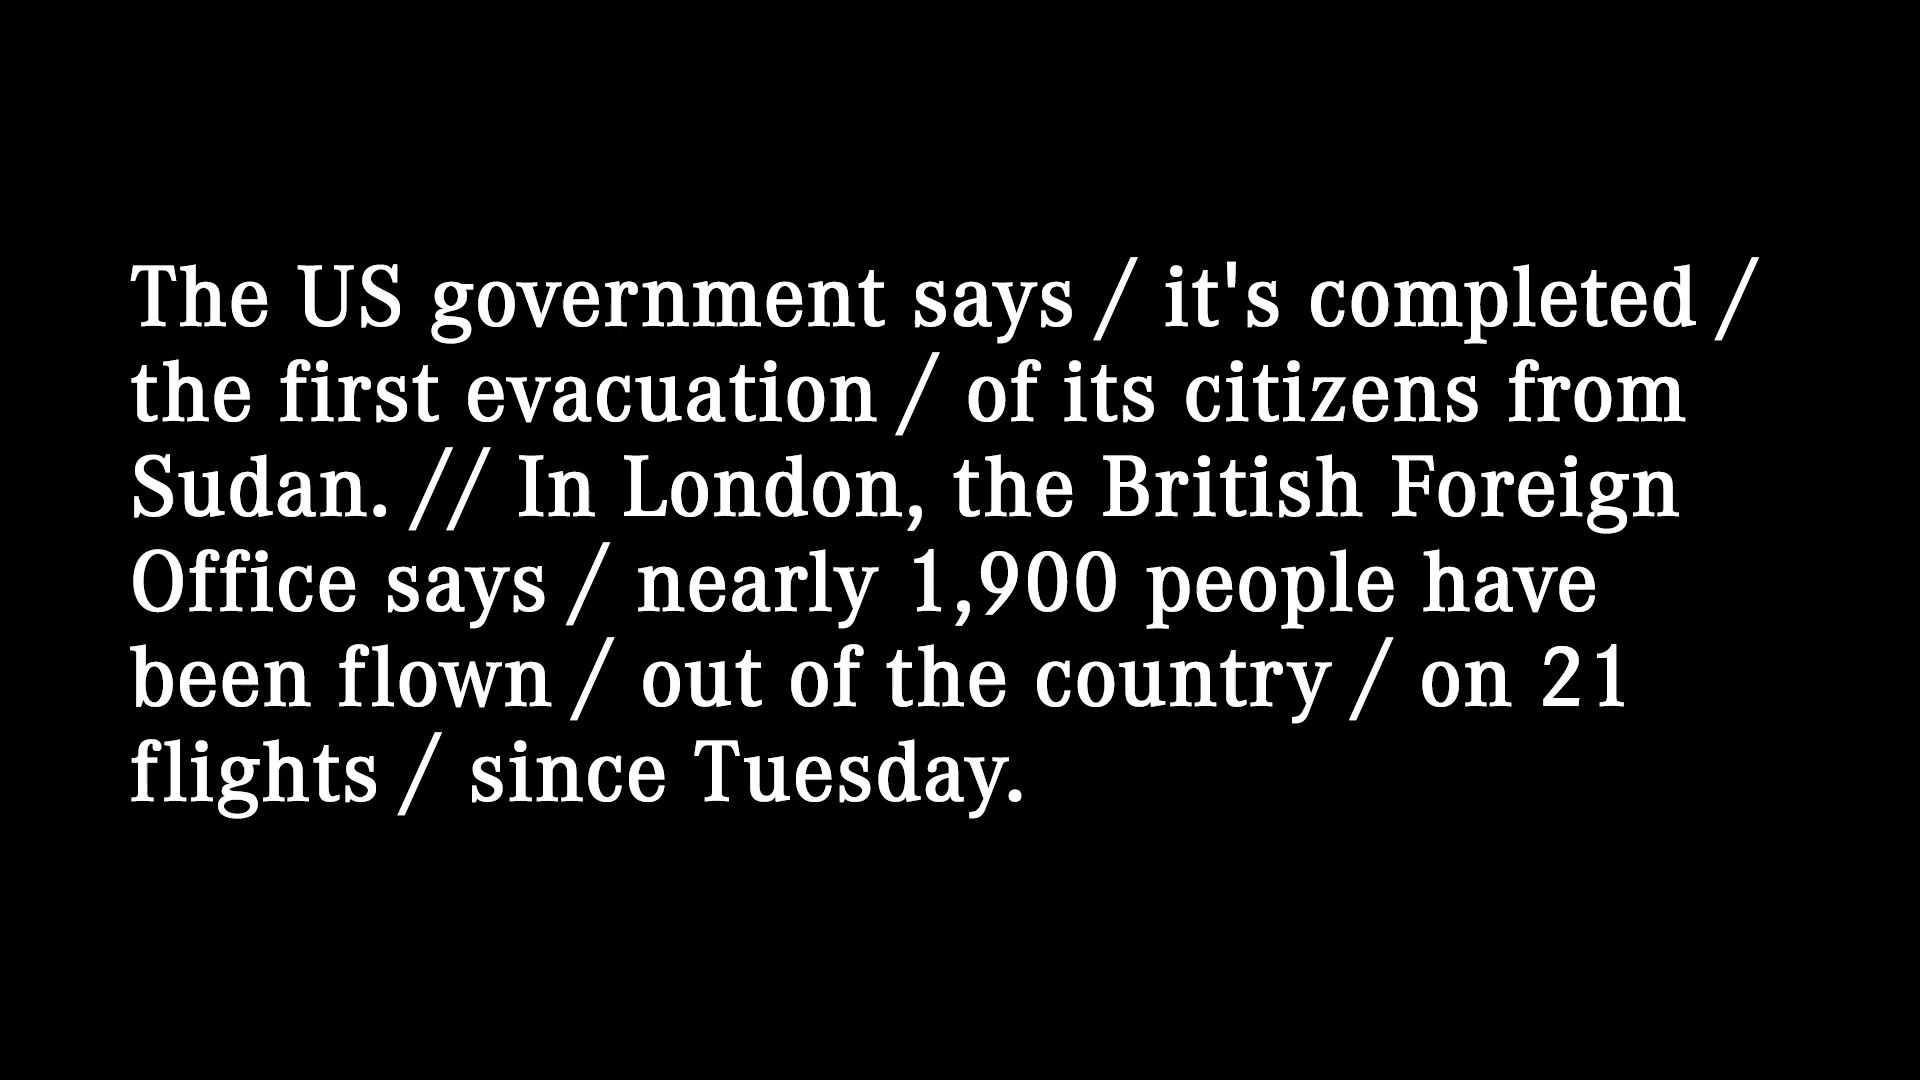 The US government says / it's completed /
the first evacuation / of its citizens from
Sudan. // In London, the British Foreign
Office says / nearly 1,900 people have
been flown / out of the country / on 21
flights / since Tuesday.